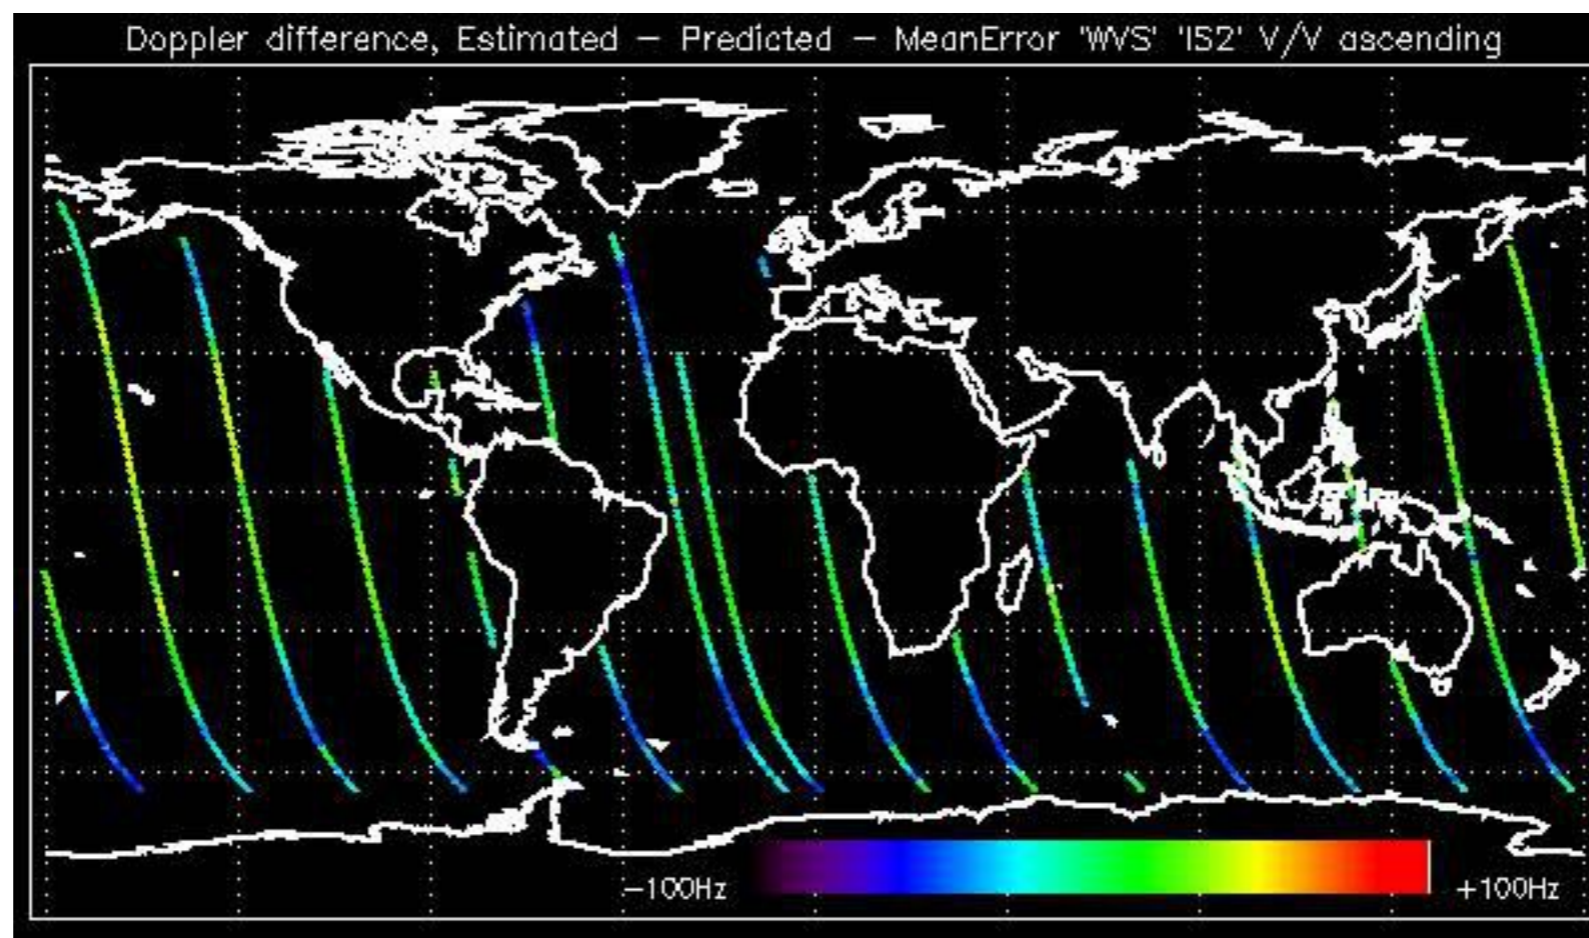 Doppler difference, Estimated – Predicted – MeanError 'WVS' 'IS2' V/V ascending
–100Hz
+100Hz